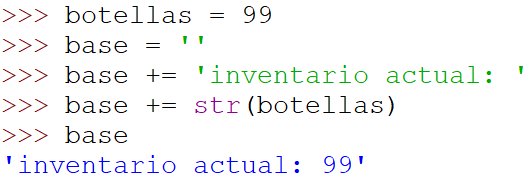 >>> botellas = 99
>>> base = ''
>>> base += 'inventario actual: '
>>> base += str(botellas)
>>> base
'inventario actual: 99'